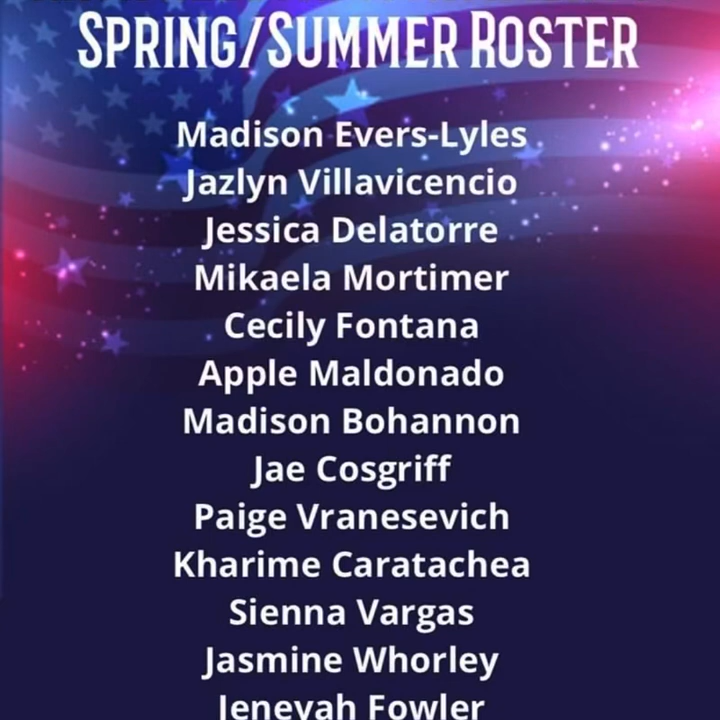 SPRING/SUMMER ROSTER
Madison Evers-Lyles
Jazlyn Villavicencio
Jessica Delatorre
Mikaela Mortimer
Cecily Fontana
Apple Maldonado
Madison Bohannon
Jae Cosgriff
Paige Vranesevich
Kharime Caratachea
Sienna Vargas
Jasmine Whorley
Jenevah Fowler